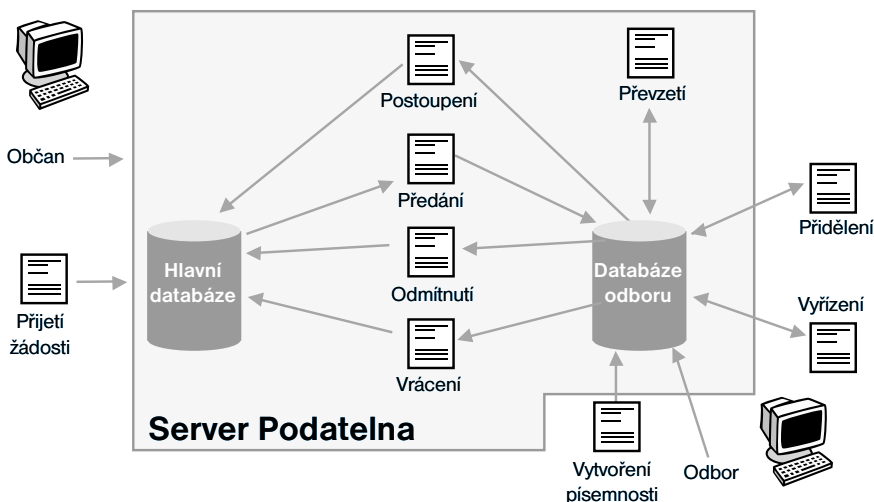 Postoupení
Převzetí
Občan
Předání
Přidělení
Hlavní
databáze
Databáze
odboru
Odmítnutí
Vyřízení
Přijetí
žádosti
Vrácení
Server Podatelna
Vytvoření
písemnosti
Odbor